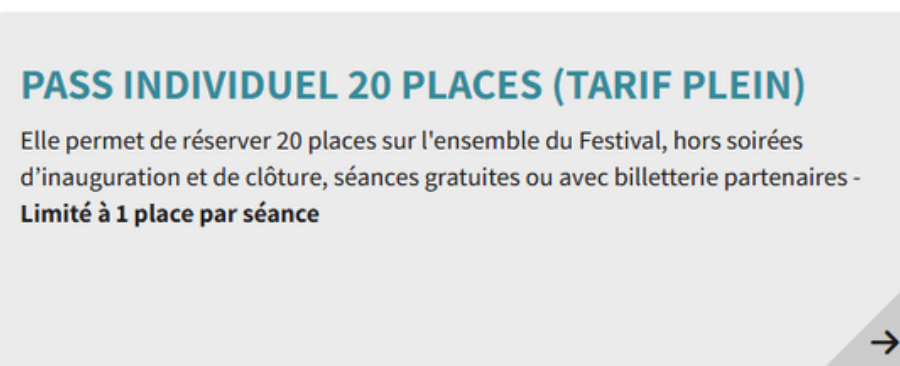 PASS INDIVIDUEL 20 PLACES (TARIF PLEIN)
Elle permet de réserver 20 places sur l'ensemble du Festival, hors soirées
d’inauguration et de clôture, séances gratuites ou avec billetterie partenaires -
Limité à 1 place par séance